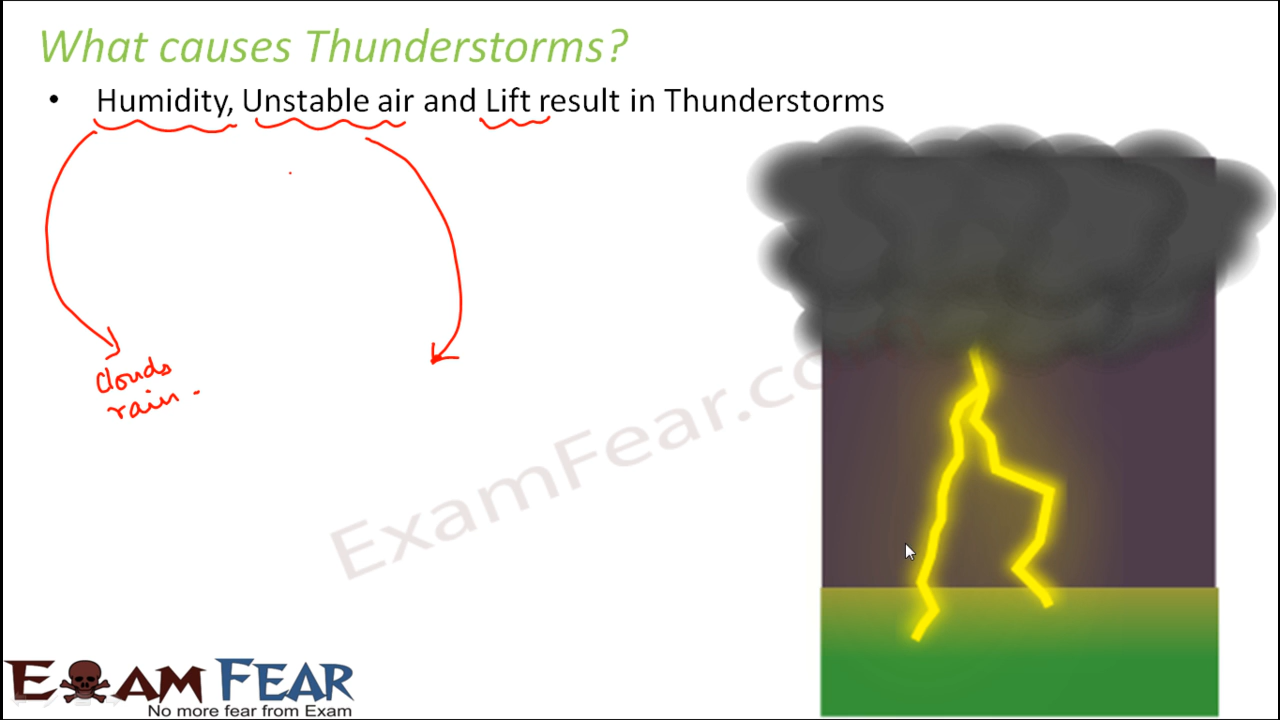 What causes Thunderstorms?
• Humidity, Unstable air and Lift result in Thunderstorms
Clouds
rain.
ExamFear.com
EXAM FEAR
No more fear from Exam